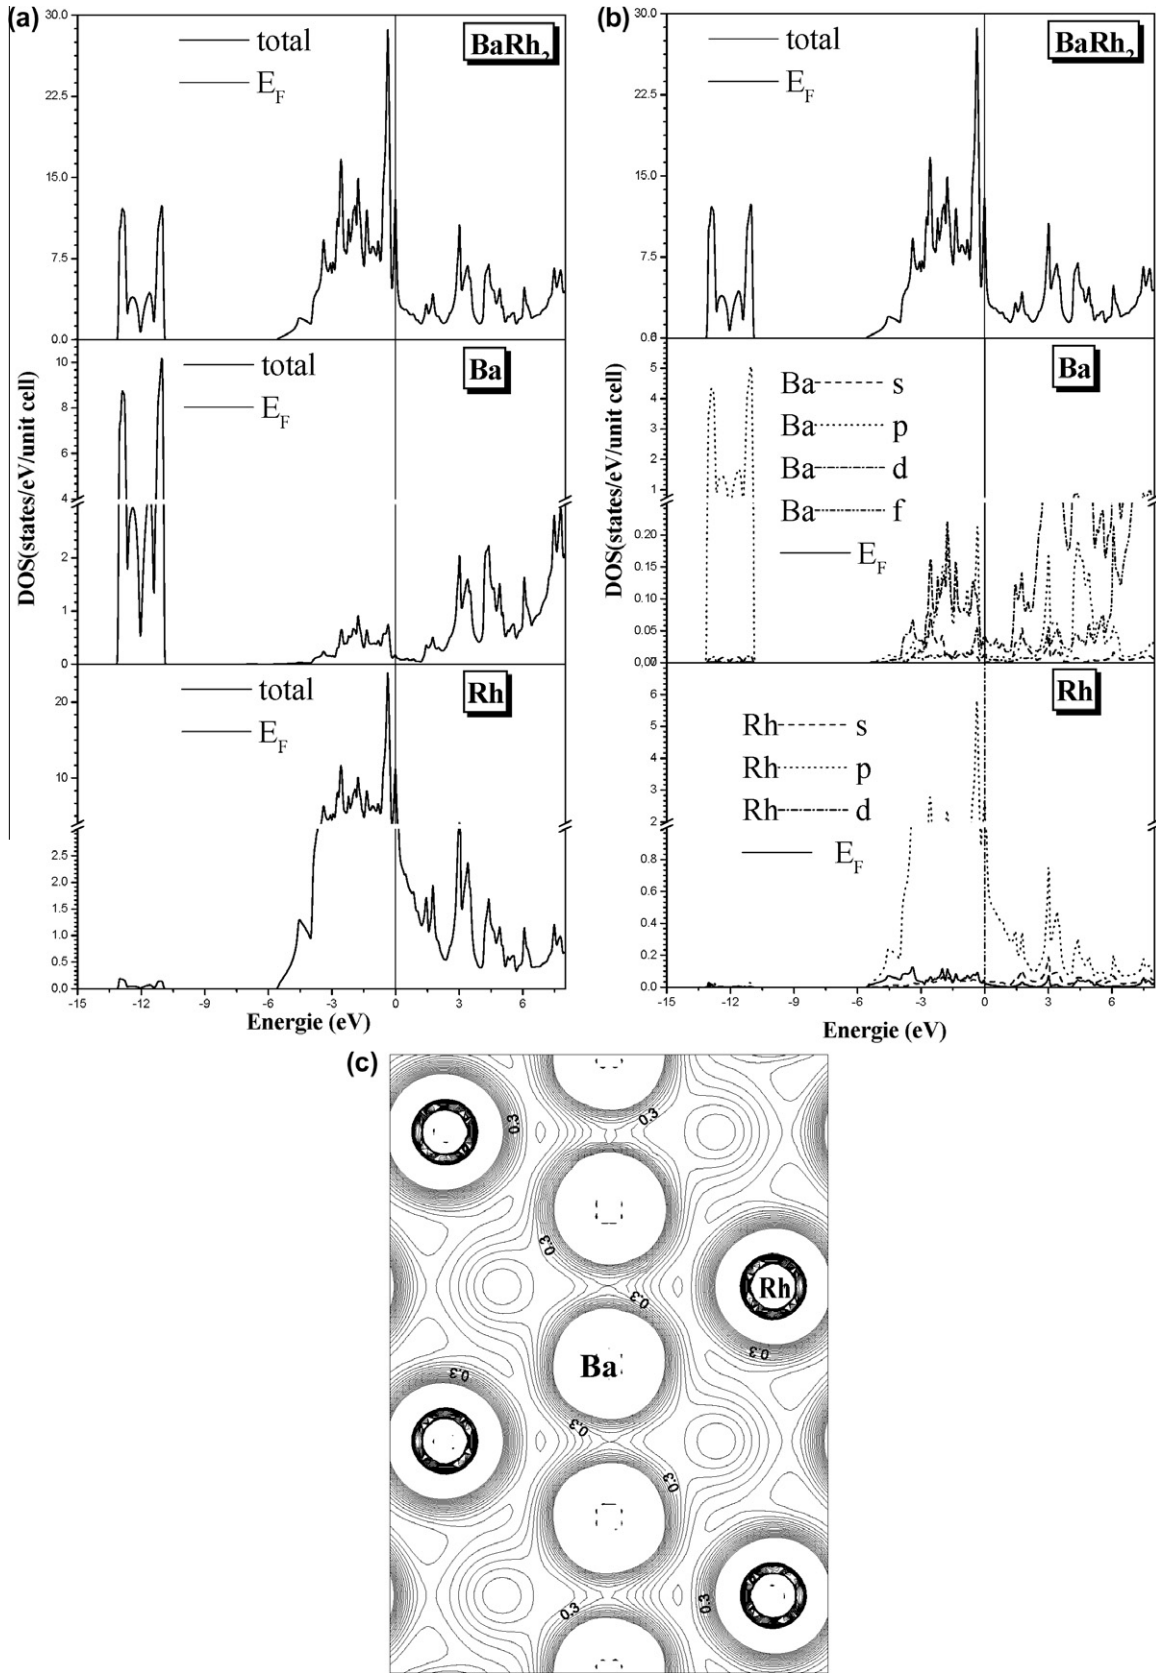 (a)
30.0
22.5
15.0
7.5
0.0
total
E_F
BaRh₂
10
8
6
4
2
1
0
total
E_F
Ba
20
10
2.5
2.0
1.5
1.0
0.5
0.0
total
E_F
Rh
DOS(states/eV/unit cell)
-15 -12 -9 -6 -3 0 3 6
Energie (eV)
(b)
30.0
22.5
15.0
7.5
total
E_F
BaRh₂
5
4
3
2
1
0.20
0.15
0.10
0.05
Ba s
Ba p
Ba d
Ba f
E_F
Ba
6
5
4
3
2
0.8
0.6
0.4
0.2
0.0
Rh s
Rh p
Rh d
E_F
Rh
DOS(states/eV/unit cell)
-15 -12 -9 -6 -3 0 3 6
Energie (eV)
(c)
0.3
0.3
0.3
0.3
Rh
0.3
Ba
0.3
0.3
0.3
0.3
0.3